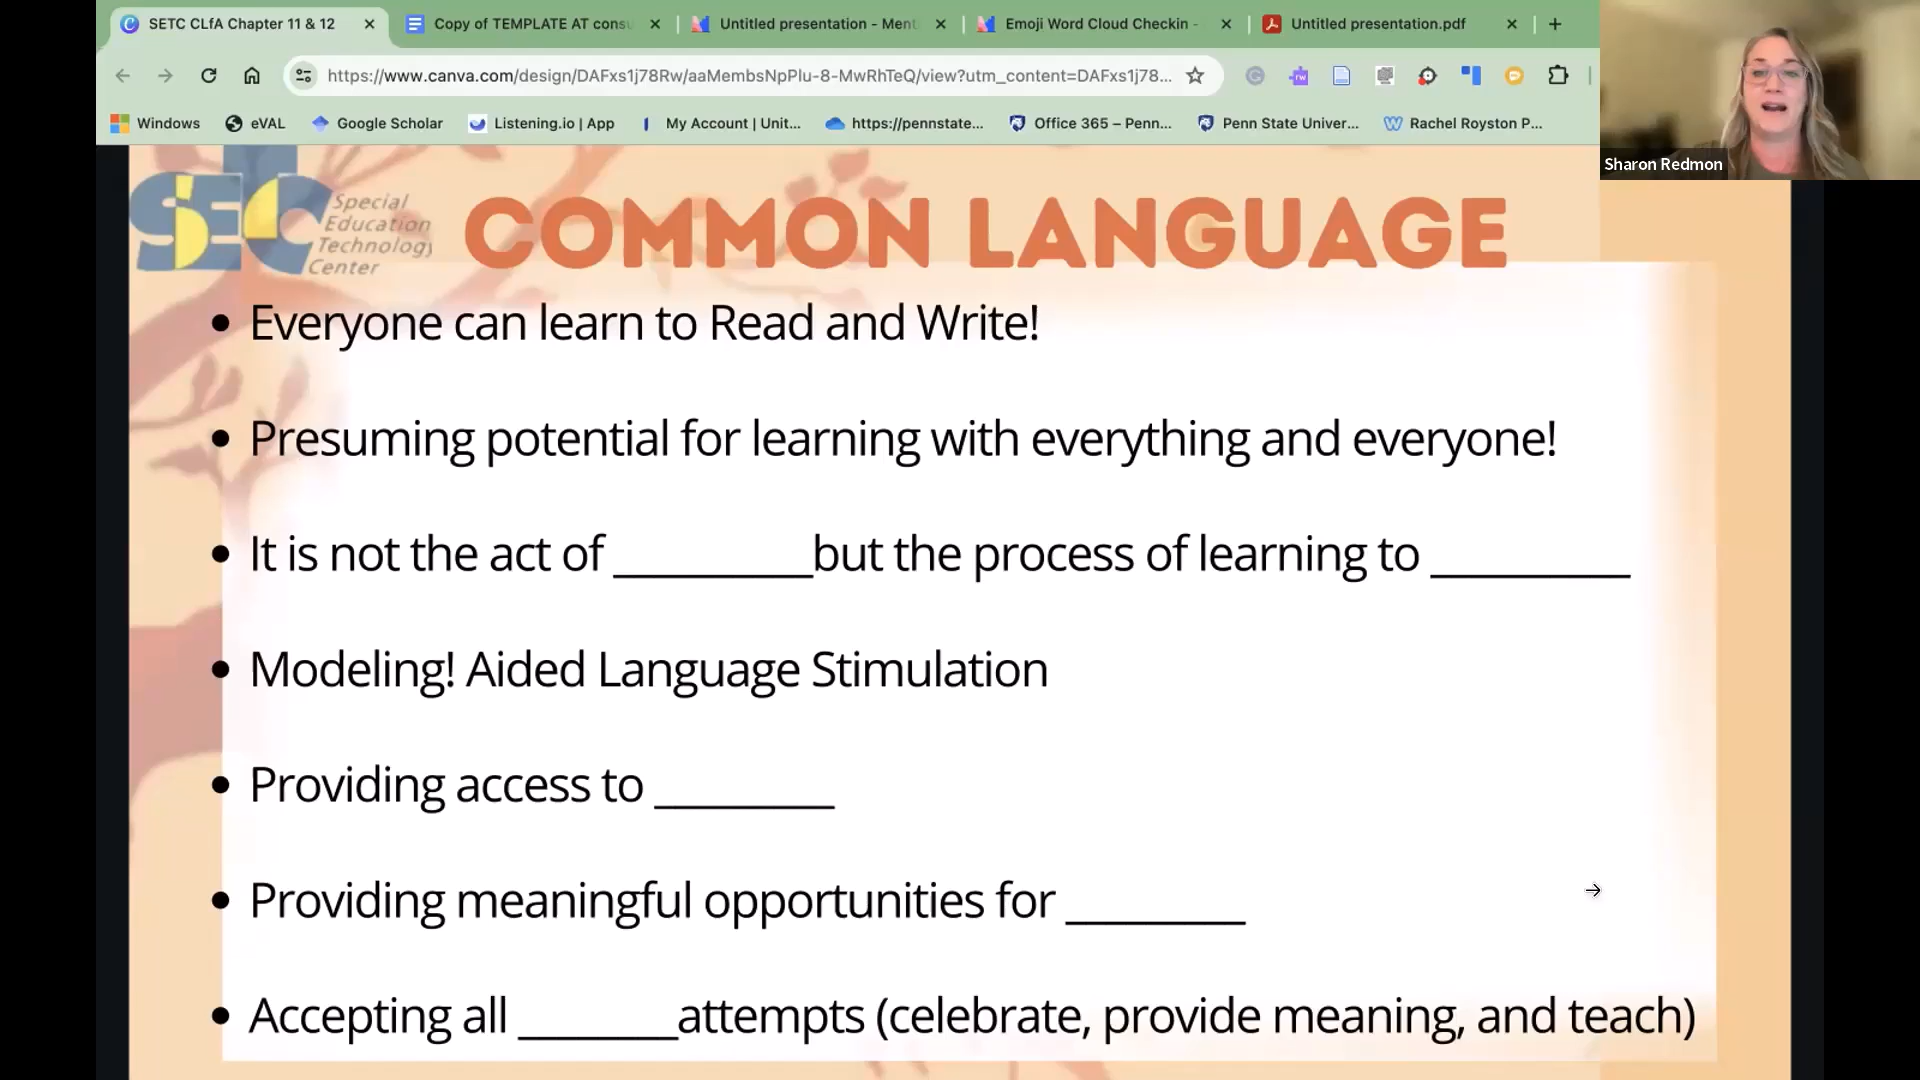 SETC CLfA Chapter 11 & 12
Copy of TEMPLATE AT consu
Untitled presentation - Ment
Emoji Word Cloud Checkin -
Untitled presentation.pdf
https://www.canva.com/design/DAFxs1j78Rw/aaMembsNpPlu-8-MwRhTeQ/view?utm_content=DAFxs1j78...
Windows
eVAL
Google Scholar
Listening.io | App
My Account | Unit...
https://pennstate...
Office 365 – Penn...
Penn State Univer...
Rachel Royston P...
Sharon Redmon
SETC
Special
Education
Technology
Center
COMMON LANGUAGE
• Everyone can learn to Read and Write!
• Presuming potential for learning with everything and everyone!
• It is not the act of __________but the process of learning to __________
• Modeling! Aided Language Stimulation
• Providing access to _________
• Providing meaningful opportunities for _________
• Accepting all ________attempts (celebrate, provide meaning, and teach)